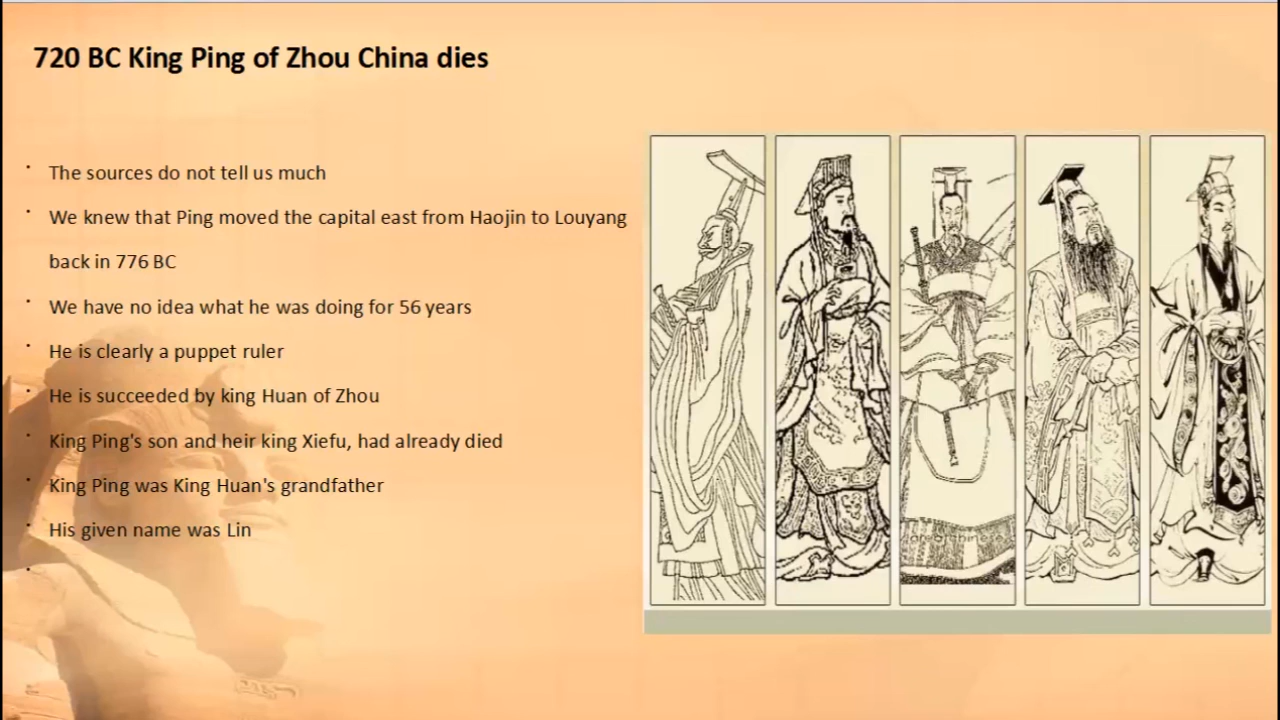 720 BC King Ping of Zhou China dies
The sources do not tell us much
We knew that Ping moved the capital east from Haojin to Louyang
back in 776 BC
We have no idea what he was doing for 56 years
He is clearly a puppet ruler
He is succeeded by king Huan of Zhou
King Ping's son and heir king Xiefu, had already died
King Ping was King Huan's grandfather
His given name was Lin